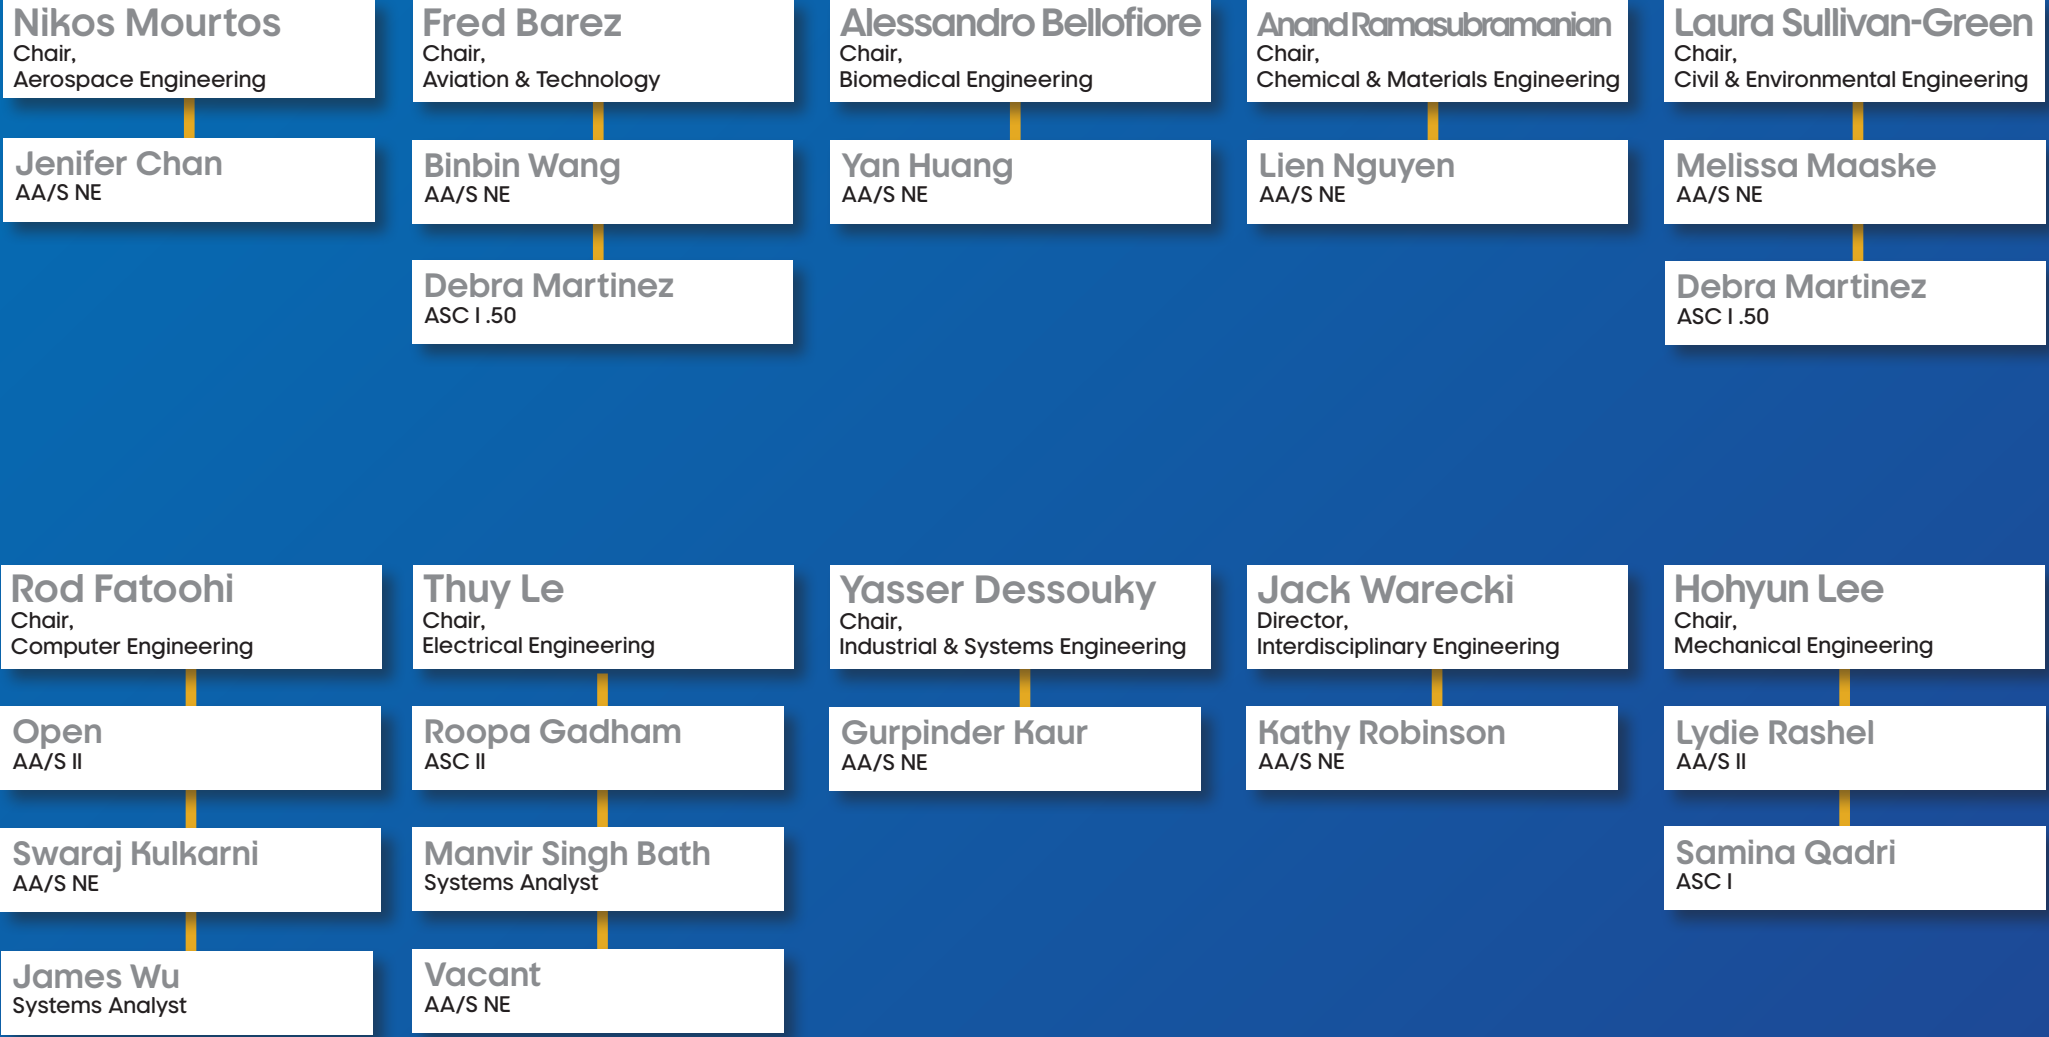 Nikos Mourtos
Chair,
Aerospace Engineering
Jenifer Chan
AA/S NE
Fred Barez
Chair,
Aviation & Technology
Binbin Wang
AA/S NE
Debra Martinez
ASC I .50
Alessandro Bellofiore
Chair,
Biomedical Engineering
Yan Huang
AA/S NE
Anand Ramasubramanian
Chair,
Chemical & Materials Engineering
Lien Nguyen
AA/S NE
Laura Sullivan-Green
Chair,
Civil & Environmental Engineering
Melissa Maaske
AA/S NE
Debra Martinez
ASC I .50
Rod Fatoohi
Chair,
Computer Engineering
Open
AA/S II
Swaraj Kulkarni
AA/S NE
James Wu
Systems Analyst
Thuy Le
Chair,
Electrical Engineering
Roopa Gadham
ASC II
Manvir Singh Bath
Systems Analyst
Vacant
AA/S NE
Yasser Dessouky
Chair,
Industrial & Systems Engineering
Gurpinder Kaur
AA/S NE
Jack Warecki
Director,
Interdisciplinary Engineering
Kathy Robinson
AA/S NE
Hohyun Lee
Chair,
Mechanical Engineering
Lydie Rashel
AA/S II
Samina Qadri
ASC I